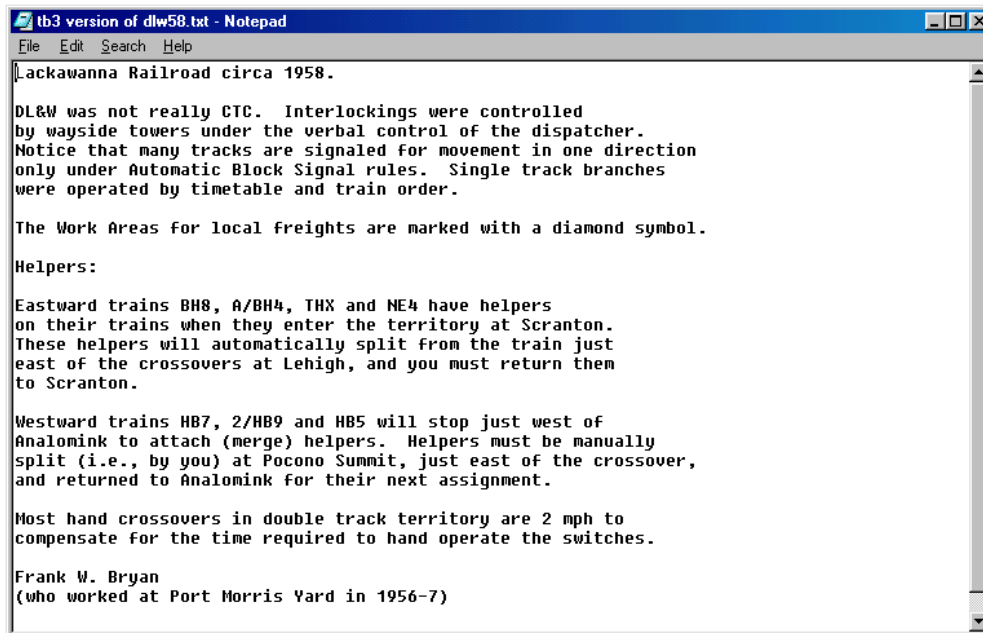 tb3 version of dlw58.txt - Notepad
File Edit Search Help
Lackawanna Railroad circa 1958.
DL&W was not really CTC.  Interlockings were controlled
by wayside towers under the verbal control of the dispatcher.
Notice that many tracks are signaled for movement in one direction
only under Automatic Block Signal rules.  Single track branches
were operated by timetable and train order.
The Work Areas for local freights are marked with a diamond symbol.
Helpers:
Eastward trains BH8, A/BH4, THX and NE4 have helpers
on their trains when they enter the territory at Scranton.
These helpers will automatically split from the train just
east of the crossovers at Lehigh, and you must return them
to Scranton.
Westward trains HB7, 2/HB9 and HB5 will stop just west of
Analomink to attach (merge) helpers.  Helpers must be manually
split (i.e., by you) at Pocono Summit, just east of the crossover,
and returned to Analomink for their next assignment.
Most hand crossovers in double track territory are 2 mph to
compensate for the time required to hand operate the switches.
Frank W. Bryan
(who worked at Port Morris Yard in 1956-7)